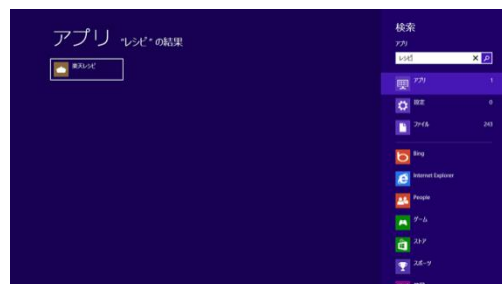 アプリ "レシピ" の結果
楽天レシピ
検索
アプリ
レシピ
アプリ 1
設定 0
ファイル 243
Bing
Internet Explorer
People
ゲーム
ストア
スポーツ